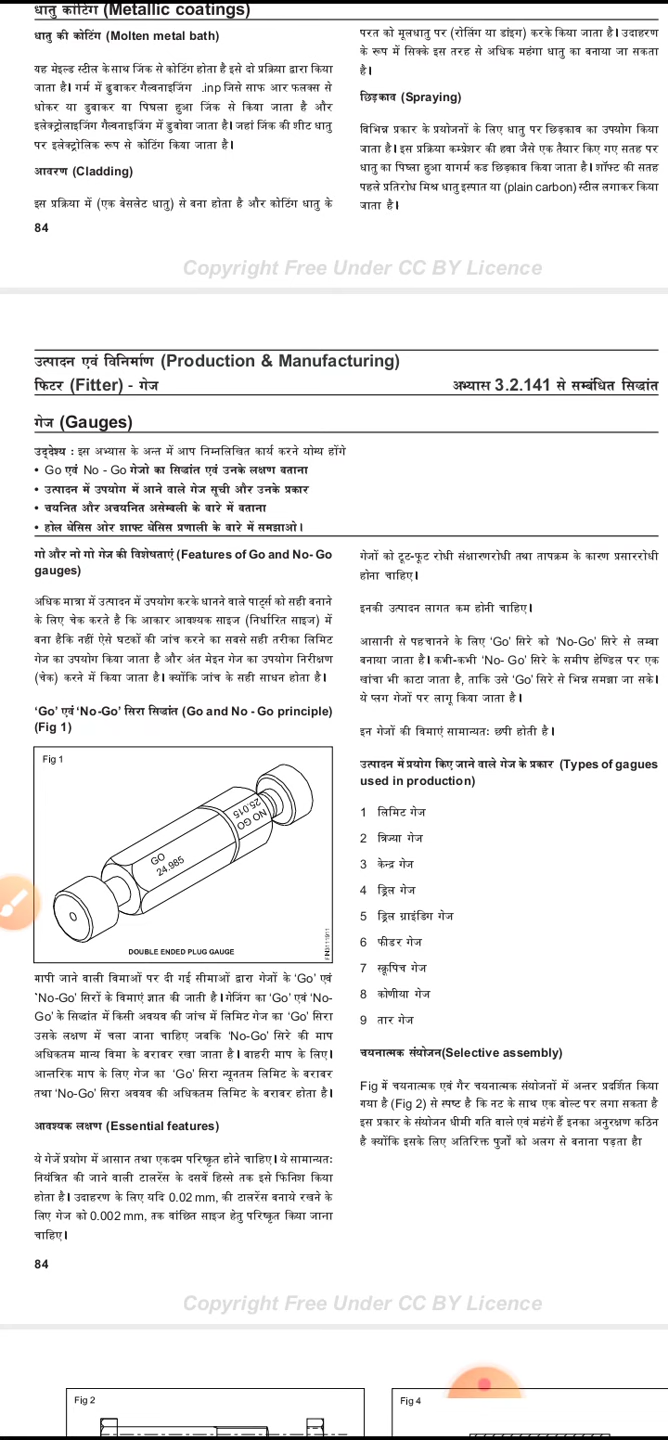 धातु कोटिंग (Metallic coatings)
धातु की कोटिंग (Molten metal bath)
यह मेइल्ड स्टील केसाथ जिंक से कोटिंग होता है इसे दो प्रक्रिया द्वारा किया
जाता है। गर्म में डुबाकर गैल्वनाइजिंग .inp जिसे साफ आर फलक्स से
धोकर या डुबाकर या पिघला हुआ जिंक से किया जाता है और
इलेक्ट्रोलाइजिंग गैल्वनाइजिंग में डुबोया जाता है। जहां जिंक की शीट धातु
पर इलेक्ट्रोलिक रूप से कोटिंग किया जाता है।
आवरण (Cladding)
इस प्रक्रिया में (एक बेसलेट धातु) से बना होता है और कोटिंग धातु के
84
परत को मूलधातु पर (रोलिंग या डांइग) करके किया जाता है। उदाहरण
के रूप में सिक्के इस तरह से अधिक महंगा धातु का बनाया जा सकता
है।
छिड़काव (Spraying)
विभिन्न प्रकार के प्रयोजनों के लिए धातु पर छिड़काव का उपयोग किया
जाता है। इस प्रक्रिया कम्प्रेशर की हवा जैसे एक तैयार किए गए सतह पर
धातु का पिघ्ला हुआ यागर्म कड छिड़काव किया जाता है। शॉफ्ट की सतह
पहले प्रतिरोध मिश्र धातु इस्पात या (plain carbon) स्टील लगाकर किया
जाता है।
Copyright Free Under CC BY Licence
उत्पादन एवं विनिर्माण (Production & Manufacturing)
फिटर (Fitter) - गेज
अभ्यास 3.2.141 से सम्बंधित सिद्धांत
गेज (Gauges)
उद्देश्य : इस अभ्यास के अन्त में आप निम्नलिखित कार्य करने योग्य होंगे
• Go एवं No - Go गेजो का सिद्धांत एवं उनके लक्षण बताना
• उत्पादन में उपयोग में आने वाले गेज सूची और उनके प्रकार
• चयनित और अचयनित असेम्बली के बारे में बताना
• होल बेसिस ओर शाफ्ट बेसिस प्रणाली के बारे में समझाओ।
गो और नो गो गेज की विशेषताएं (Features of Go and No- Go
gauges)
अधिक मात्रा में उत्पादन में उपयोग करके धानने वाले पार्ट्स को सही बनाने
के लिए चेक करते है कि आकार आवश्यक साइज (निर्धारित साइज) में
बना हैकि नहीं ऐसे घटकों की जांच करने का सबसे सही तरीका लिमिट
गेज का उपयोग किया जाता है और अंत मेइन गेज का उपयोग निरीक्षण
(चेक) करने में किया जाता है। क्योंकि जांच के सही साधन होता है।
‘Go’ एवं ‘No-Go’ सिरा सिद्धांत (Go and No - Go principle)
(Fig 1)
Fig 1
GO
24.985
NO GO
25.015
DOUBLE ENDED PLUG GAUGE
मापी जाने वाली विमाओं पर दी गई सीमाओं द्वारा गेजों के ‘Go’ एवं
‘No-Go’ सिरों के विमाएं ज्ञात की जाती है। गेजिंग का ‘Go’ एवं ‘No-
Go’ के सिद्धांत में किसी अवयव की जांच में लिमिट गेज का ‘Go’ सिरा
उसके लक्षण में चला जाना चाहिए जबकि ‘No-Go’ सिरे की माप
अधिकतम मान्य विमा के बराबर रखा जाता है। बाहरी माप के लिए।
आन्तरिक माप के लिए गेज का ‘Go’ सिरा न्यूनतम लिमिट के बराबर
तथा ‘No-Go’ सिरा अवयव की अधिकतम लिमिट के बराबर होता है।
आवश्यक लक्षण (Essential features)
ये गेजें प्रयोग में आसान तथा एकदम परिष्कृत होने चाहिए। ये सामान्यतः
नियंत्रित की जाने वाली टालरेंस के दसवें हिस्से तक इसे फिनिश किया
होता है। उदाहरण के लिए यदि 0.02 mm, की टालरेंस बनाये रखने के
लिए गेज को 0.002 mm, तक वांछित साइज हेतु परिष्कृत किया जाना
चाहिए।
84
गेजों को टूट-फूट रोधी संक्षारणरोधी तथा तापक्रम के कारण प्रसाररोधी
होना चाहिए।
इनकी उत्पादन लागत कम होनी चाहिए।
आसानी से पहचानने के लिए ‘Go’ सिरे को ‘No-Go’ सिरे से लम्बा
बनाया जाता है। कभी-कभी ‘No- Go’ सिरे के समीप हेण्डिल पर एक
खांचा भी काटा जाता है, ताकि उसे ‘Go’ सिरे से भिन्न समझा जा सके।
ये प्लग गेजों पर लागू किया जाता है।
इन गेजों की विमाएं सामान्यतः छपी होती है।
उत्पादन में प्रयोग किए जाने वाले गेज के प्रकार (Types of gagues
used in production)
1 लिमिट गेज
2 त्रिज्या गेज
3 केन्द्र गेज
4 ड्रिल गेज
5 ड्रिल ग्राइंडिग गेज
6 फीडर गेज
7 स्क्रूपिच गेज
8 कोणीया गेज
9 तार गेज
चयनात्मक संयोजन(Selective assembly)
Fig में चयनात्मक एवं गैर चयनात्मक संयोजनों में अन्तर प्रदर्शित किया
गया है (Fig 2) से स्पष्ट है कि नट के साथ एक बोल्ट पर लगा सकता है
इस प्रकार के संयोजन धीमी गति वाले एवं महंगे हैं इनका अनुरक्षण कठिन
है क्योंकि इसके लिए अतिरिक्त पुर्जों को अलग से बनाना पड़ता है।
Copyright Free Under CC BY Licence
Fig 2
Fig 4